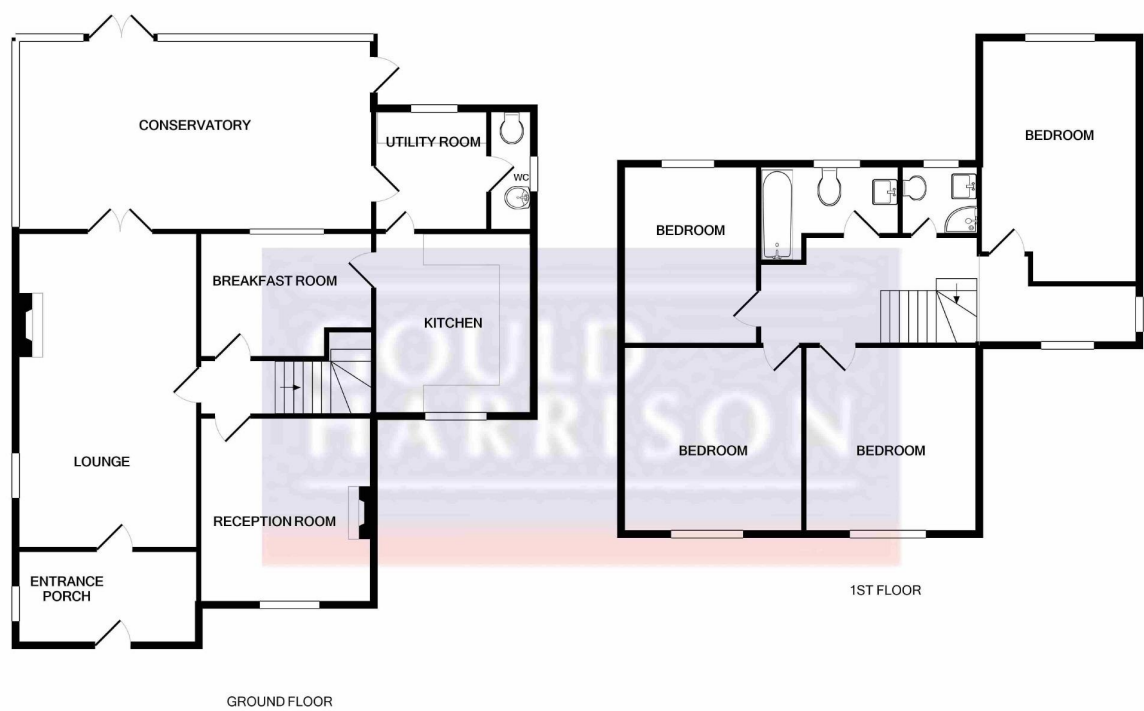 CONSERVATORY
UTILITY ROOM
WC
BREAKFAST ROOM
KITCHEN
LOUNGE
RECEPTION ROOM
ENTRANCE
PORCH
GROUND FLOOR
BEDROOM
BEDROOM
BEDROOM
BEDROOM
1ST FLOOR
GOULD
HARRISON